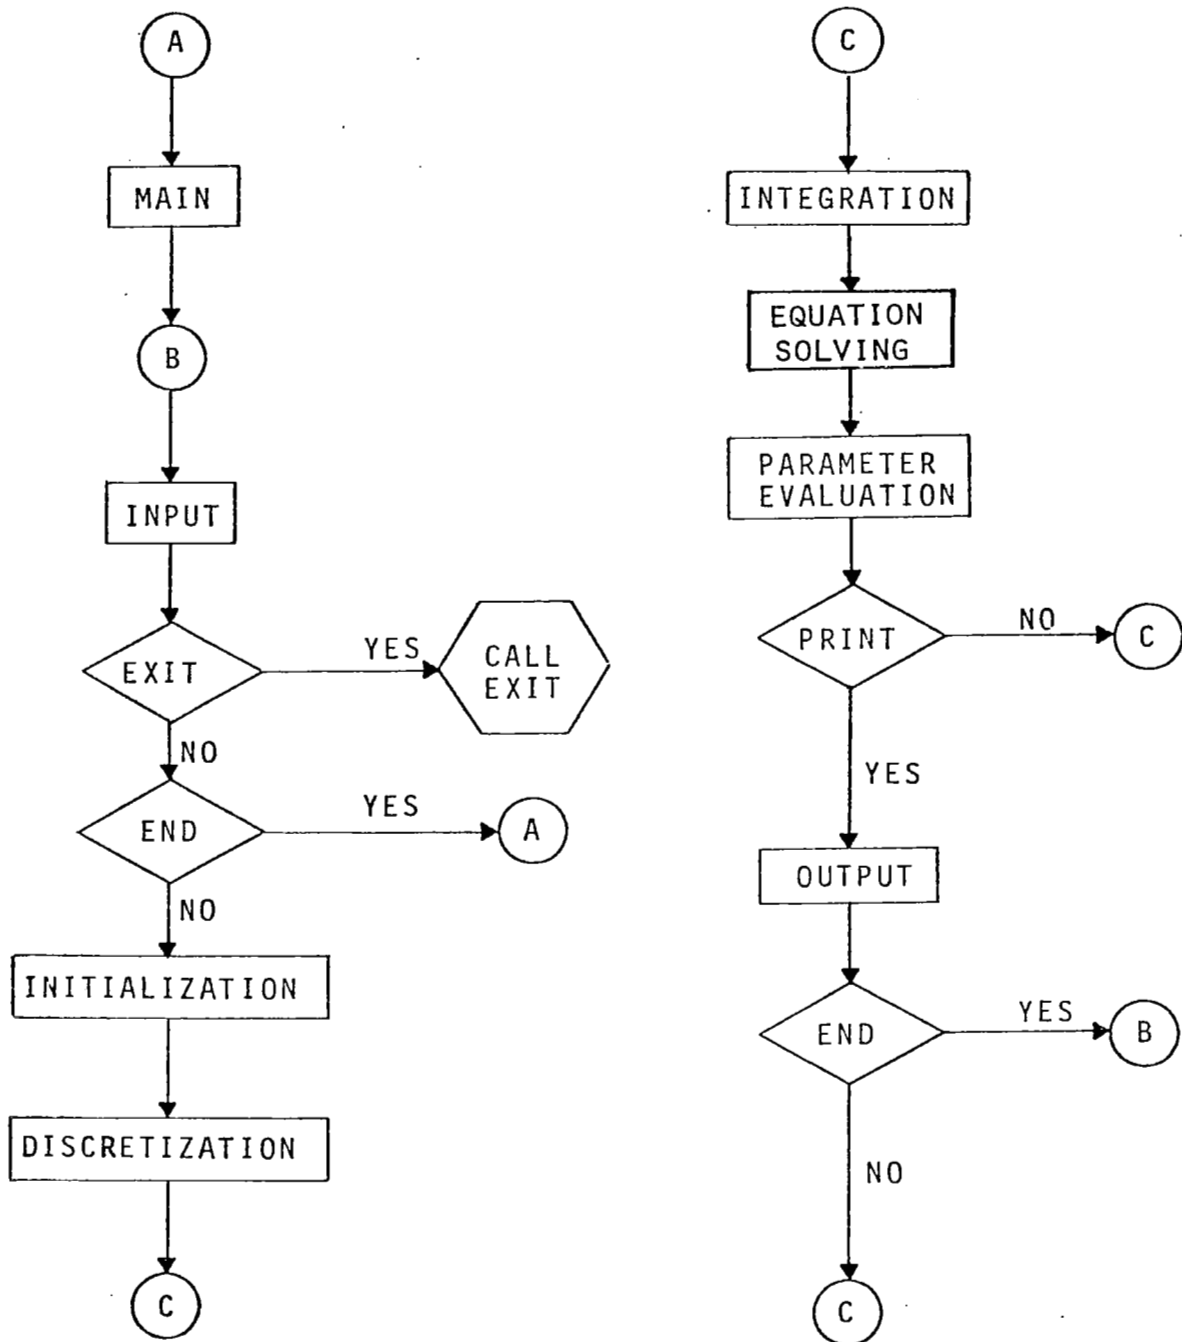 A
MAIN
B
INPUT
EXIT
YES
CALL
EXIT
NO
END
YES
A
NO
INITIALIZATION
DISCRETIZATION
C
C
INTEGRATION
EQUATION
SOLVING
PARAMETER
EVALUATION
PRINT
NO
C
YES
OUTPUT
END
YES
B
NO
C